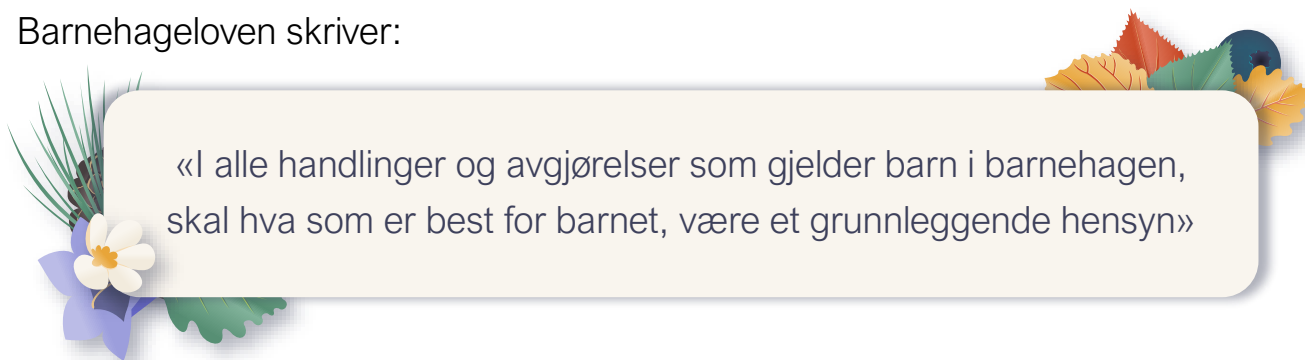 Barnehageloven skriver:
«I alle handlinger og avgjørelser som gjelder barn i barnehagen,
skal hva som er best for barnet, være et grunnleggende hensyn»